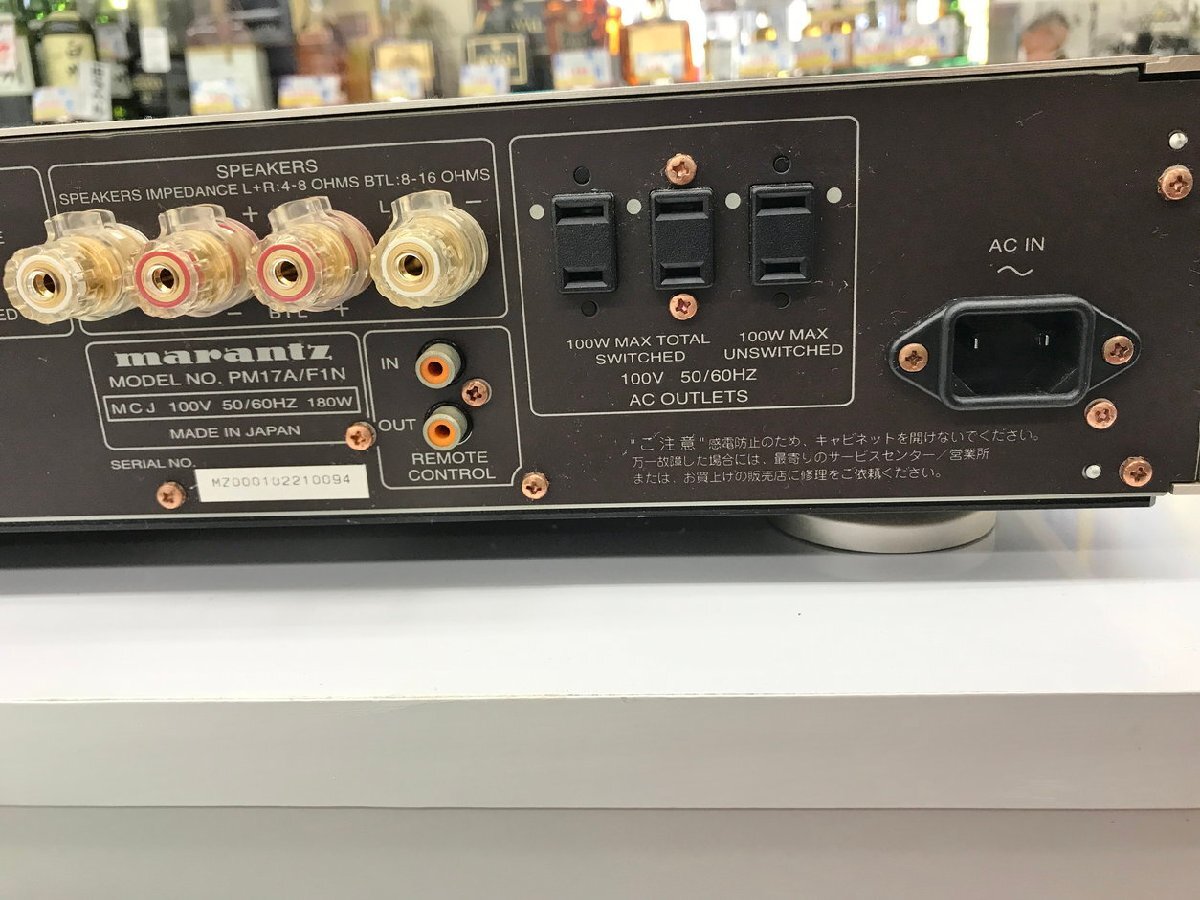 SPEAKERS
SPEAKERS IMPEDANCE L+R:4-8 OHMS BTL:8-16 OHMS
+
L
−
E
ED
− BTL +
marantz
MODEL NO. PM17A/F1N
MCJ 100V 50/60HZ 180W
MADE IN JAPAN
SERIAL NO.
MZ000102210094
IN
OUT
REMOTE
CONTROL
100W MAX TOTAL
SWITCHED
100W MAX
UNSWITCHED
100V 50/60HZ
AC OUTLETS
AC IN
～
"ご注意" 感電防止のため、キャビネットを開けないでください。
万一故障した場合には、最寄りのサービスセンター/営業所
または、お買上げの販売店に修理をご依頼ください。